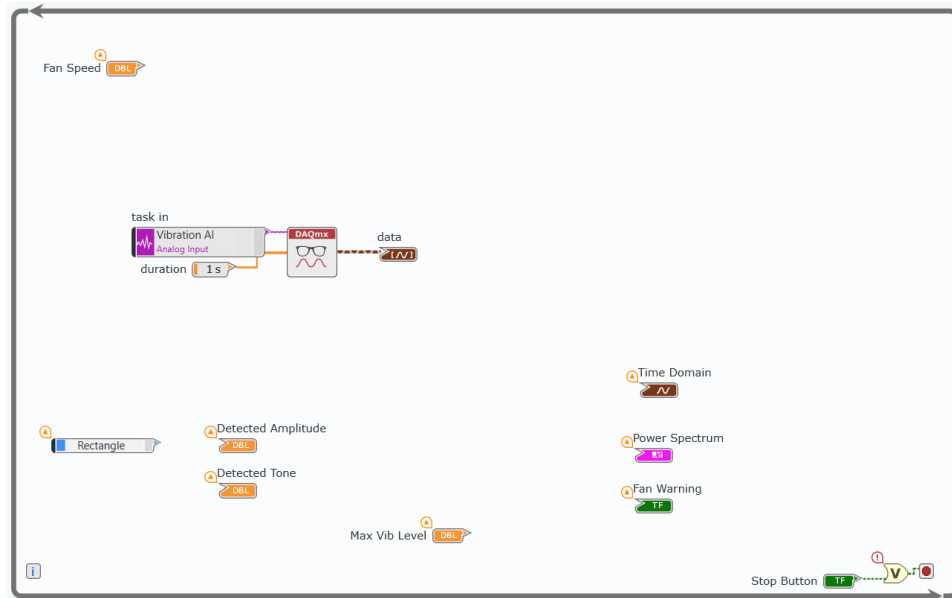 Fan Speed DBL
task in
Vibration AI
Analog Input
DAQmx
data
duration 1 s
Time Domain
Rectangle
Detected Amplitude
DBL
Power Spectrum
Detected Tone
DBL
Fan Warning
TF
Max Vib Level DBL
i
Stop Button TF V